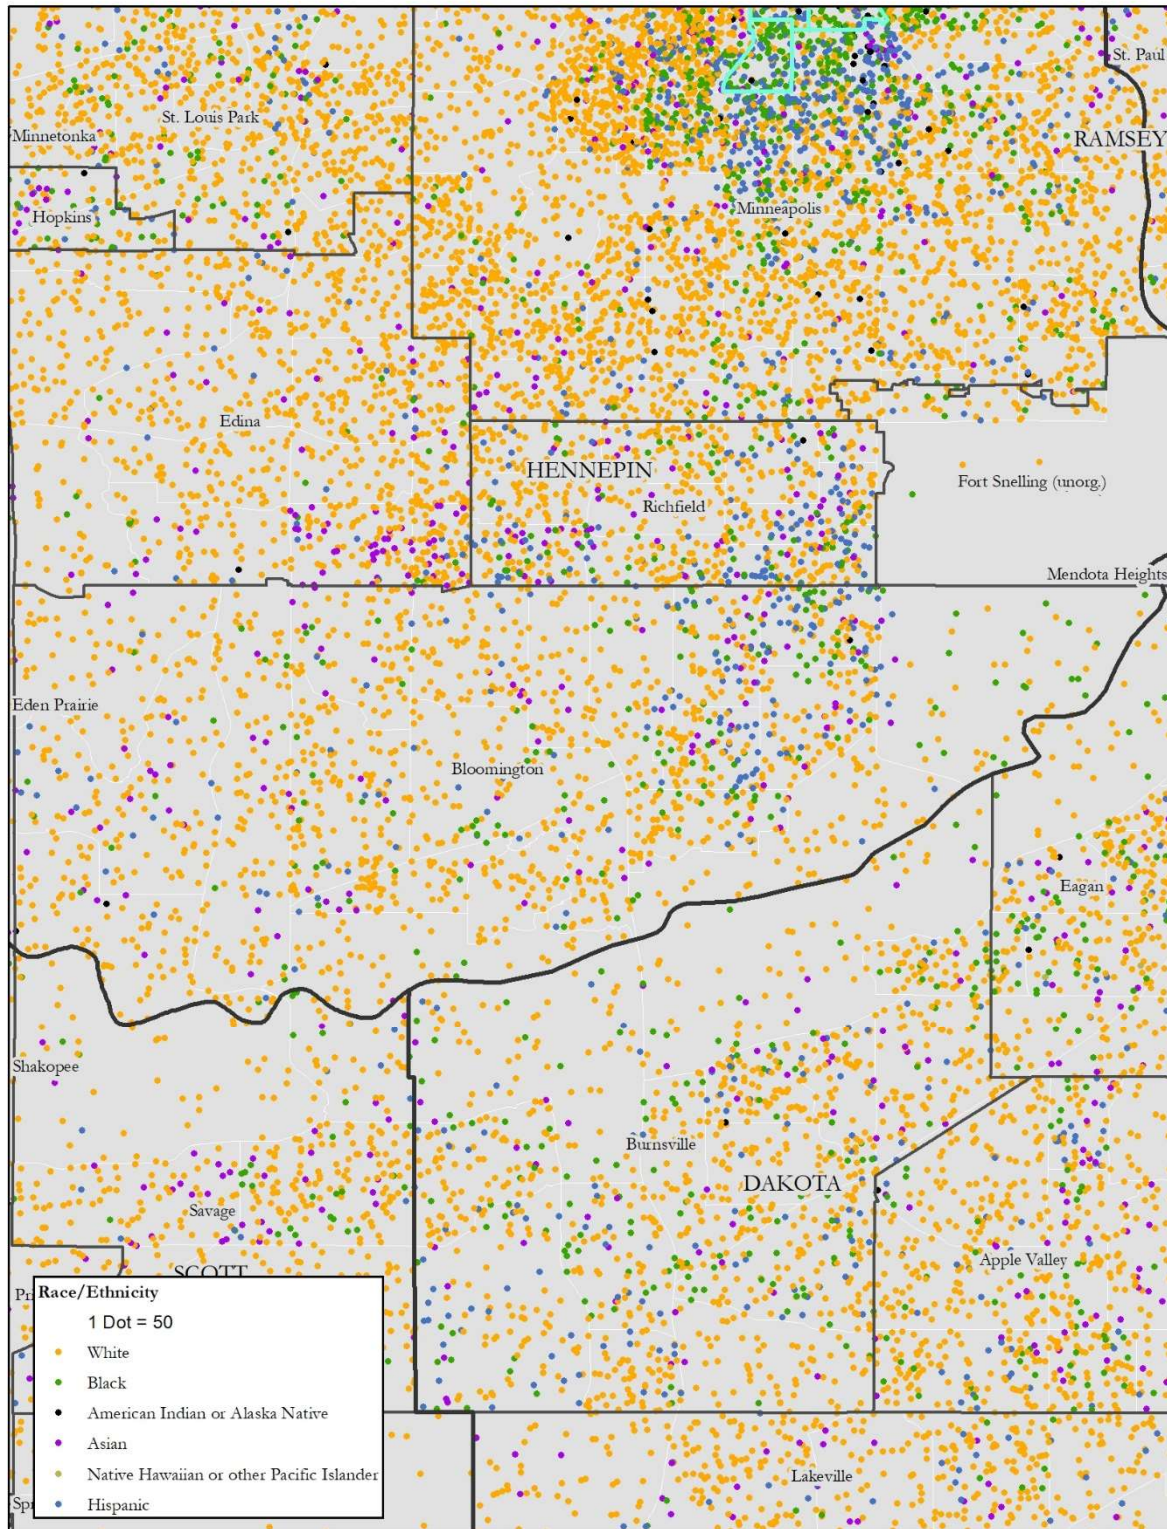 St. Paul
St. Louis Park
Minnetonka
RAMSEY
Hopkins
Minneapolis
Edina
HENNEPIN
Fort Snelling (unorg.)
Richfield
Mendota Heights
Eden Prairie
Bloomington
Eagan
Shakopee
Burnsville
DAKOTA
Savage
Apple Valley
SCOTT
Pri
Race/Ethnicity
1 Dot = 50
White
Black
American Indian or Alaska Native
Asian
Native Hawaiian or other Pacific Islander
Lakeville
Spr
Hispanic